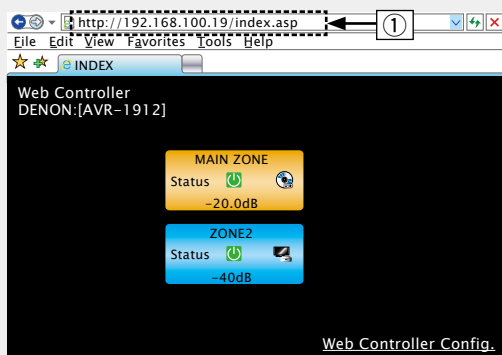 http://192.168.100.19/index.asp
①
File Edit View Favorites Tools Help
INDEX
Web Controller
DENON:[AVR-1912]
MAIN ZONE
Status
-20.0dB
ZONE2
Status
-40dB
Web Controller Config.